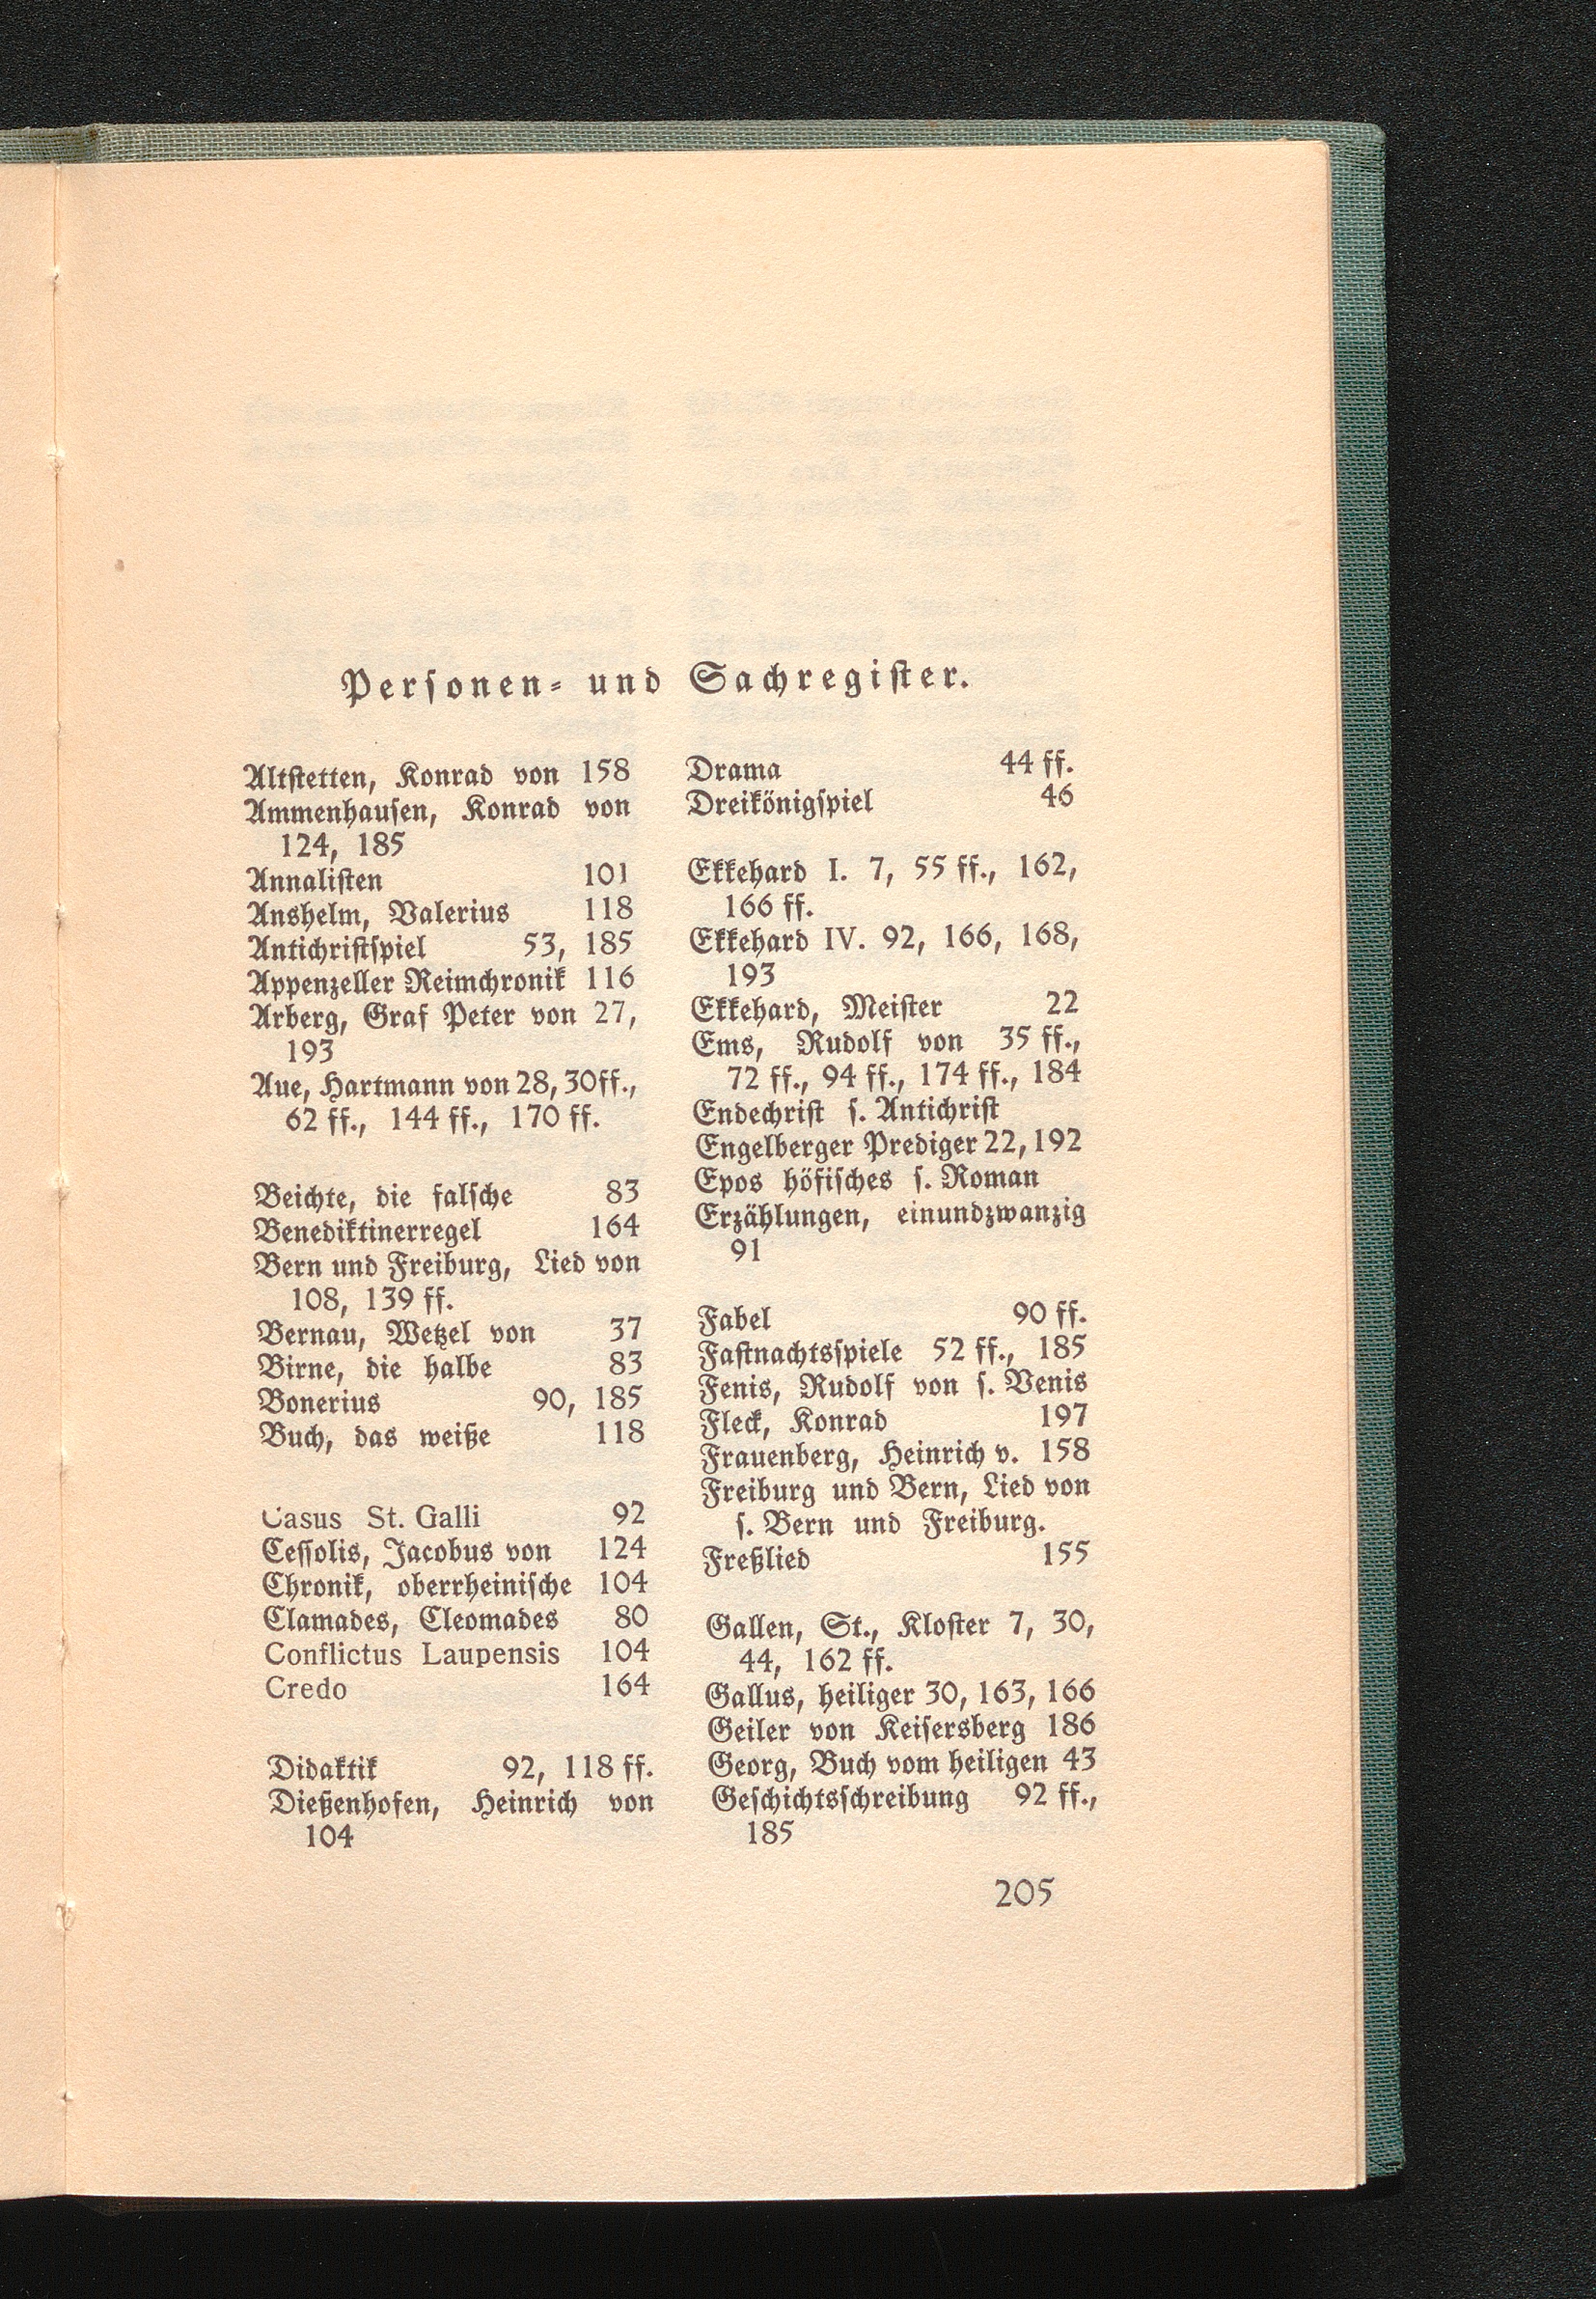 Personen- und Sachregister.
Altstetten, Konrad von 158
Ammenhausen, Konrad von
124, 185
Annalisten 101
Anshelm, Valerius 118
Antichristspiel 53, 185
Appenzeller Reimchronik 116
Arberg, Graf Peter von 27,
193
Aue, Hartmann von 28, 30ff.,
62 ff., 144 ff., 170 ff.
Beichte, die falsche 83
Benediktinerregel 164
Bern und Freiburg, Lied von
108, 139 ff.
Bernau, Wetzel von 37
Birne, die halbe 83
Bonerius 90, 185
Buch, das weiße 118
Casus St. Galli 92
Cessolis, Jacobus von 124
Chronik, oberrheinische 104
Clamades, Cleomades 80
Conflictus Laupensis 104
Credo 164
Didaktik 92, 118 ff.
Dießenhofen, Heinrich von
104
Drama 44 ff.
Dreikönigspiel 46
Ekkehard I. 7, 55 ff., 162,
166 ff.
Ekkehard IV. 92, 166, 168,
193
Ekkehard, Meister 22
Ems, Rudolf von 35 ff.,
72 ff., 94 ff., 174 ff., 184
Endechrist s. Antichrist
Engelberger Prediger 22, 192
Epos höfisches s. Roman
Erzählungen, einundzwanzig
91
Fabel 90 ff.
Fastnachtsspiele 52 ff., 185
Fenis, Rudolf von s. Venis
Fleck, Konrad 197
Frauenberg, Heinrich v. 158
Freiburg und Bern, Lied von
s. Bern und Freiburg.
Freßlied 155
Gallen, St., Kloster 7, 30,
44, 162 ff.
Gallus, heiliger 30, 163, 166
Geiler von Keisersberg 186
Georg, Buch vom heiligen 43
Geschichtsschreibung 92 ff.,
185
205